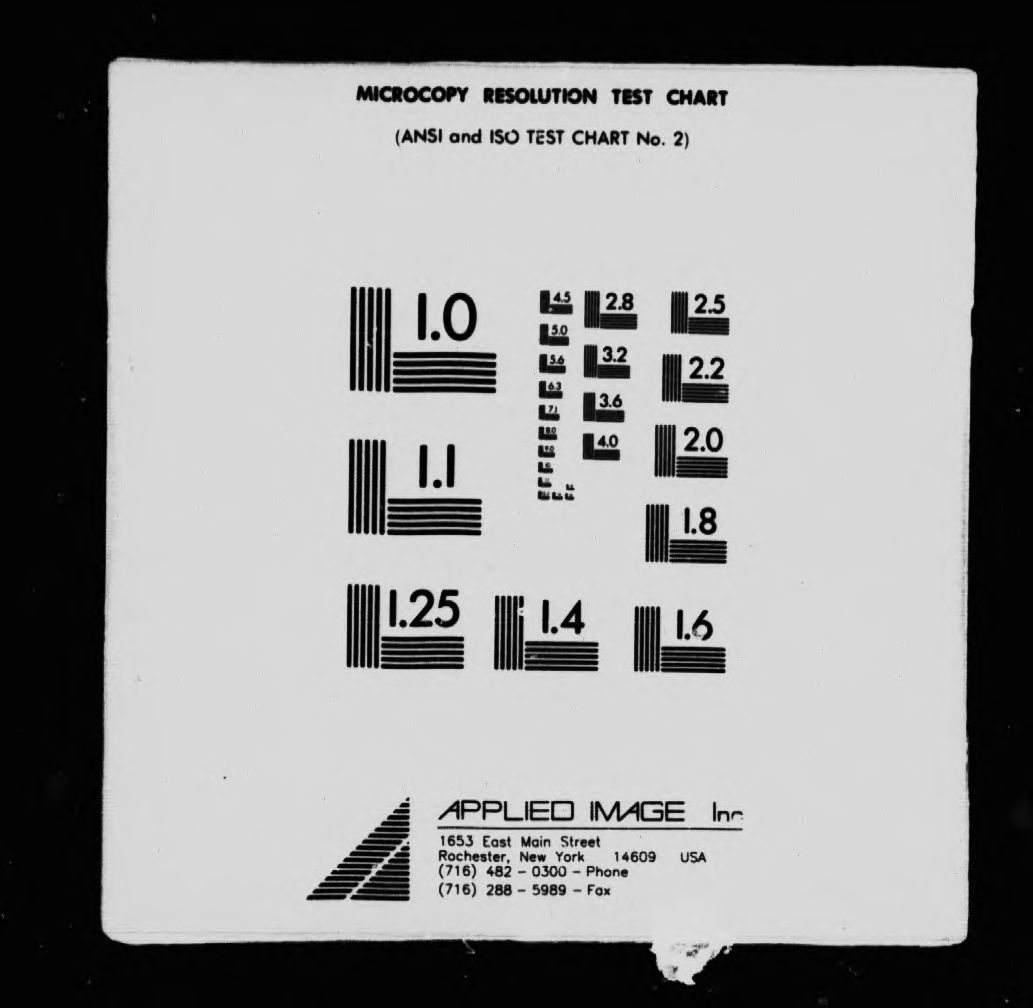 MICROCOPY RESOLUTION TEST CHART
(ANSI and ISO TEST CHART No. 2)
1.0
1.1
1.25
1.4
1.6
1.8
2.0
2.2
2.5
2.8
3.2
3.6
4.0
4.5
5.0
5.6
6.3
7.1
8.0
9.0
APPLIED IMAGE Inc
1653 East Main Street
Rochester, New York 14609 USA
(716) 482 - 0300 - Phone
(716) 288 - 5989 - Fax